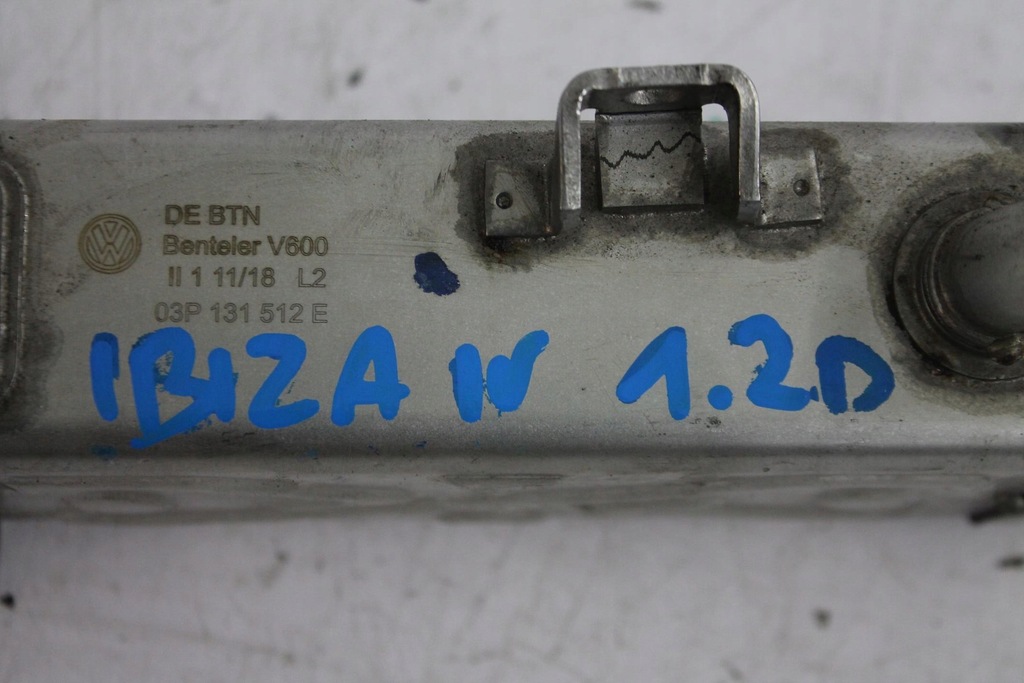 DE BTN
Benteler V600
II 1 11/18 L2
03P 131 512 E
IBIZA IV 1.2D